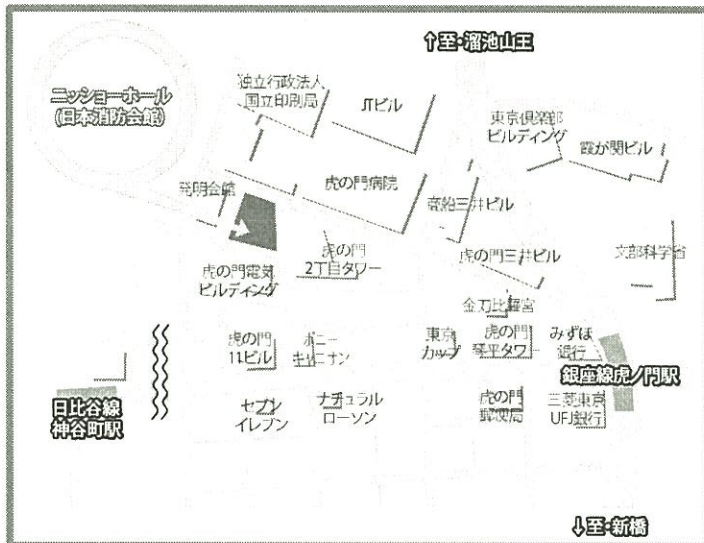 ↑至・溜池山王
ニッショーホール
(日本消防会館)
独立行政法人
国立印刷局
JTビル
東京倶楽部
ビルディング
霞が関ビル
発明会館
虎の門病院
商船三井ビル
虎の門電気
ビルディング
虎の門
2丁目タワー
虎の門三井ビル
文部科学省
金刀比羅宮
虎の門
11ビル
ポニー
キャニオン
東京
カップ
虎の門
琴平タワー
みずほ
銀行
銀座線虎ノ門駅
日比谷線
神谷町駅
セブン
イレブン
ナチュラル
ローソン
虎の門
郵便局
三菱東京
UFJ銀行
↓至・新橋